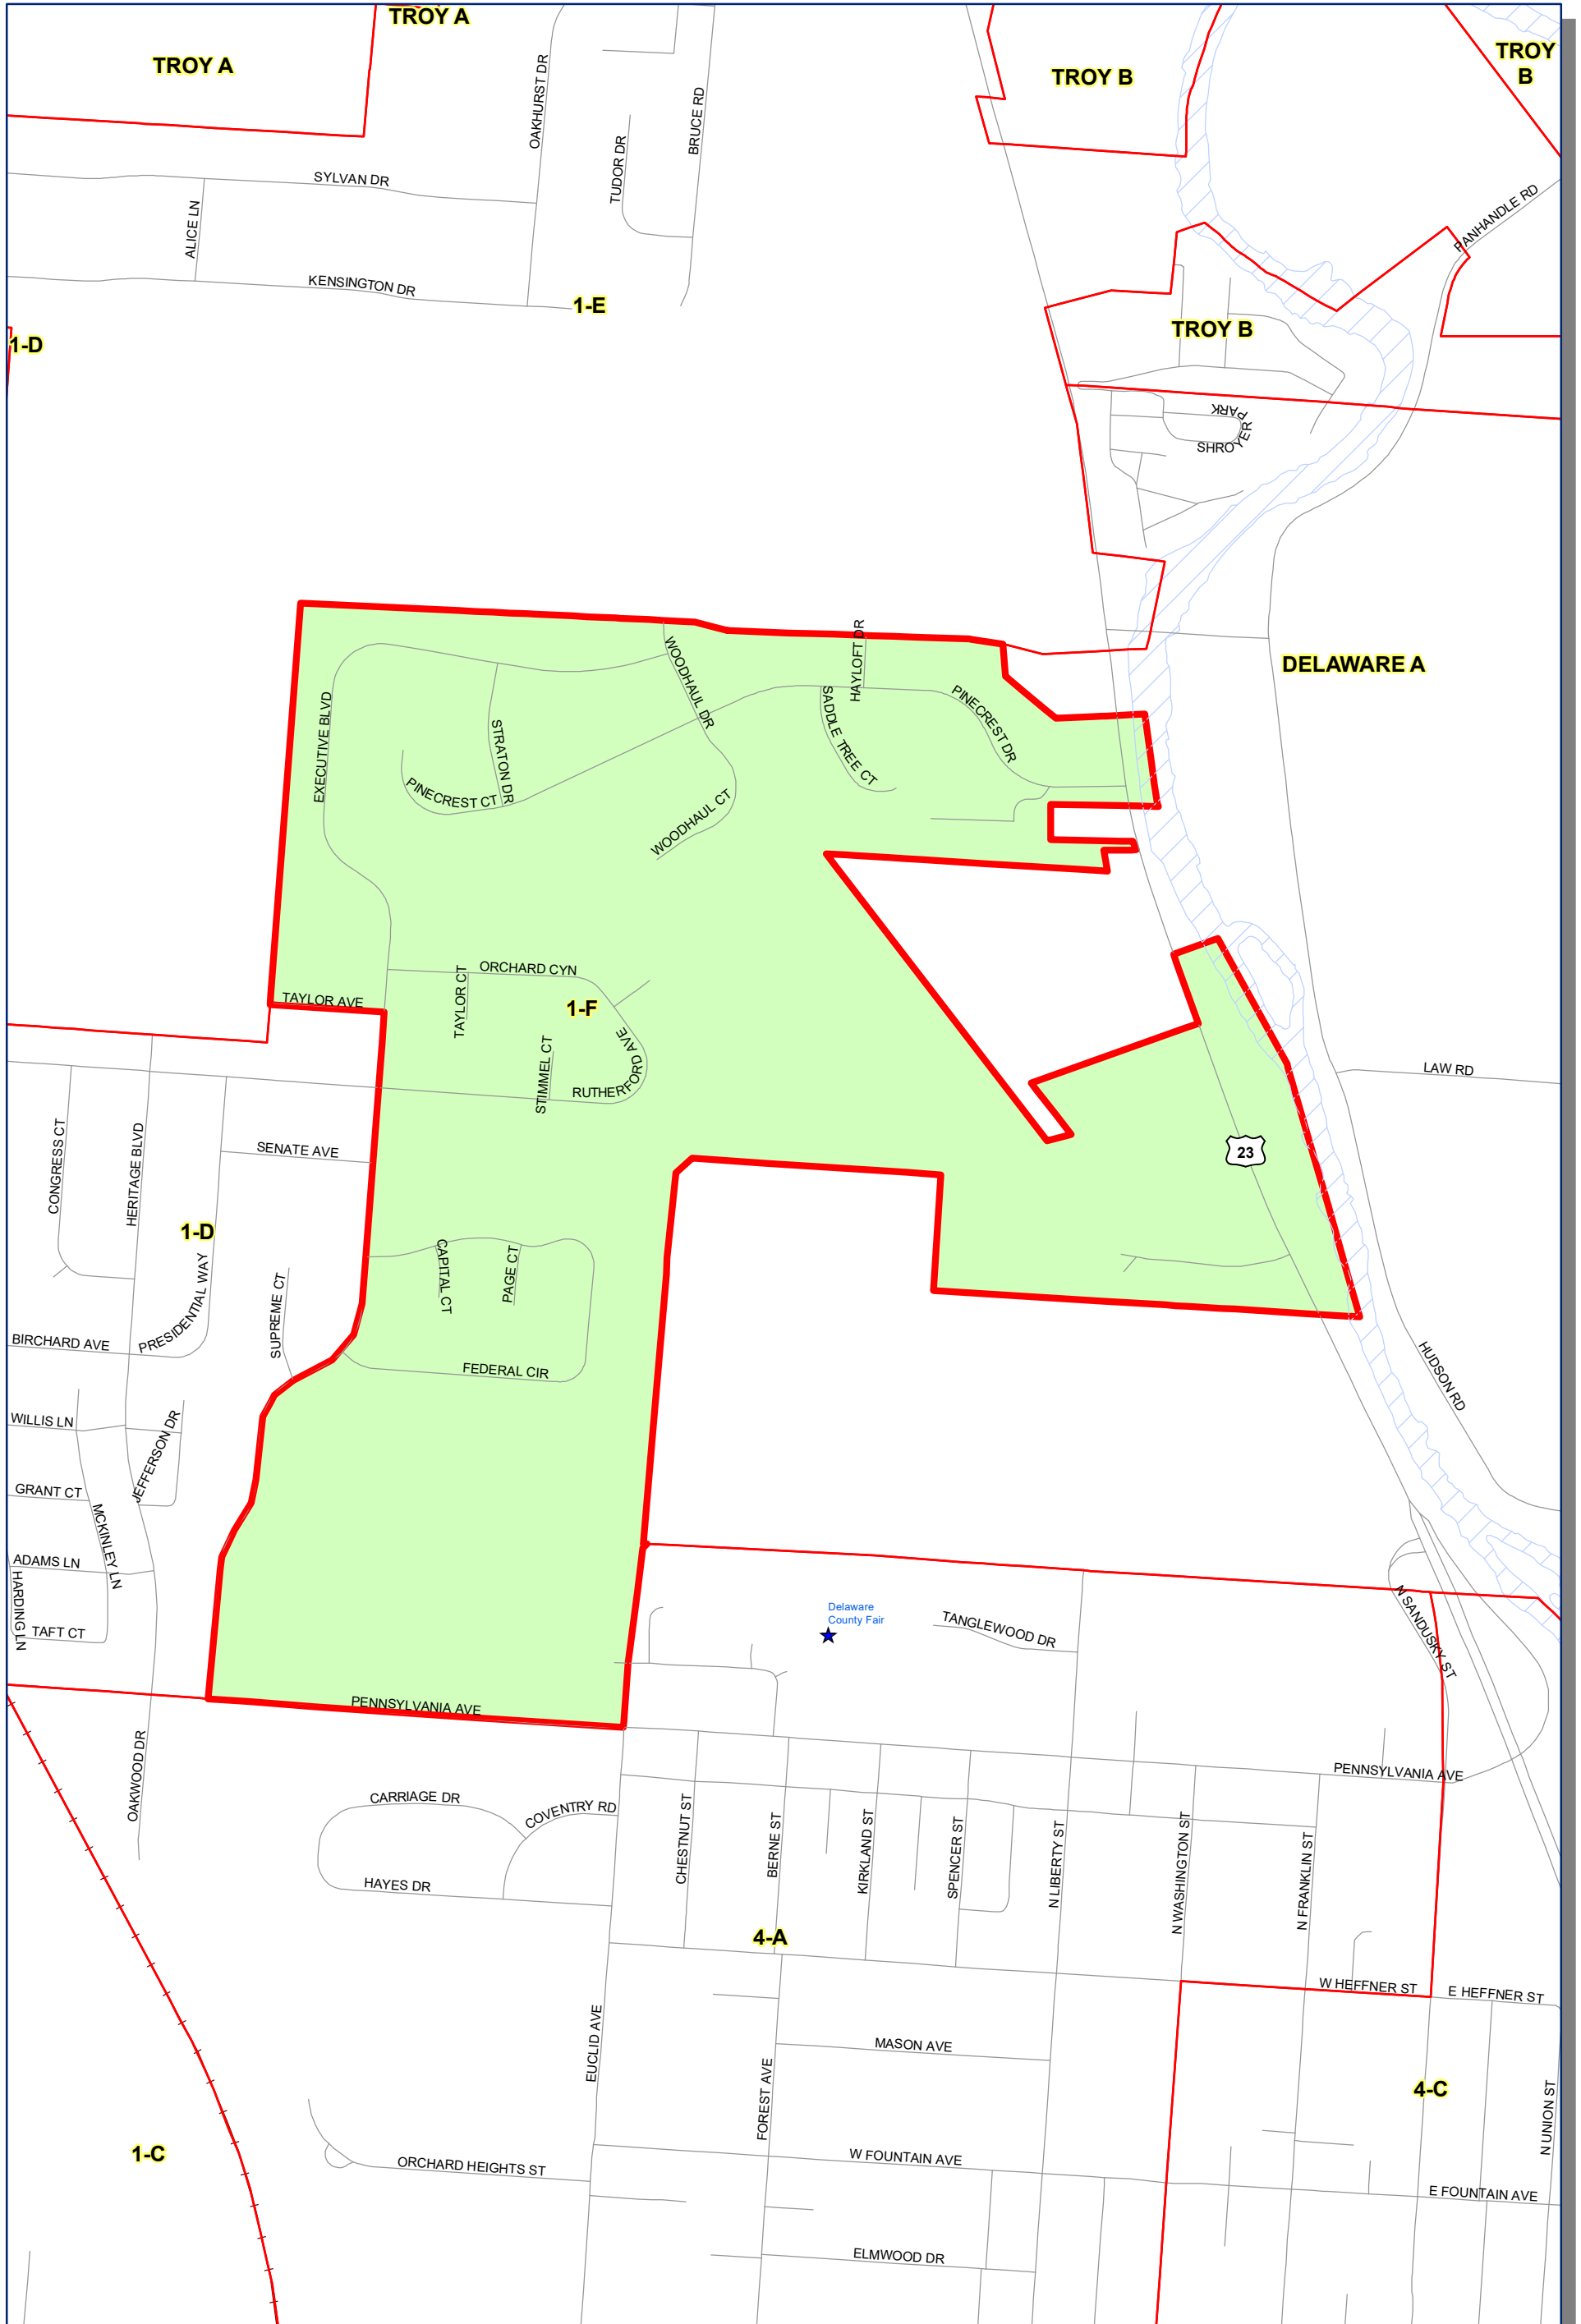 TROY A
TROY A
TROY B
TROY
B
OAKHURST DR
BRUCE RD
TUDOR DR
SYLVAN DR
ALICE LN
PANHANDLE RD
KENSINGTON DR
1-E
TROY B
1-D
PARK
SHROYER
DELAWARE A
WOODHAUL DR
HAYLOFT DR
EXECUTIVE BLVD
STRATON DR
SADDLE TREE CT
PINECREST DR
PINECREST CT
WOODHAUL CT
ORCHARD CYN
TAYLOR AVE
TAYLOR CT
1-F
RUTHERFORD AVE
STIMMEL CT
LAW RD
CONGRESS CT
HERITAGE BLVD
SENATE AVE
23
1-D
PRESIDENTIAL WAY
CAPITAL CT
PAGE CT
SUPREME CT
BIRCHARD AVE
FEDERAL CIR
HUDSON RD
WILLIS LN
JEFFERSON DR
GRANT CT
MCKINLEY LN
ADAMS LN
HARDING LN
TAFT CT
Delaware
County Fair
TANGLEWOOD DR
N SANDUSKY ST
PENNSYLVANIA AVE
OAKWOOD DR
PENNSYLVANIA AVE
CARRIAGE DR
COVENTRY RD
CHESTNUT ST
BERNE ST
KIRKLAND ST
SPENCER ST
N LIBERTY ST
N WASHINGTON ST
N FRANKLIN ST
HAYES DR
4-A
W HEFFNER ST
E HEFFNER ST
EUCLID AVE
MASON AVE
FOREST AVE
4-C
N UNION ST
1-C
ORCHARD HEIGHTS ST
W FOUNTAIN AVE
E FOUNTAIN AVE
ELMWOOD DR